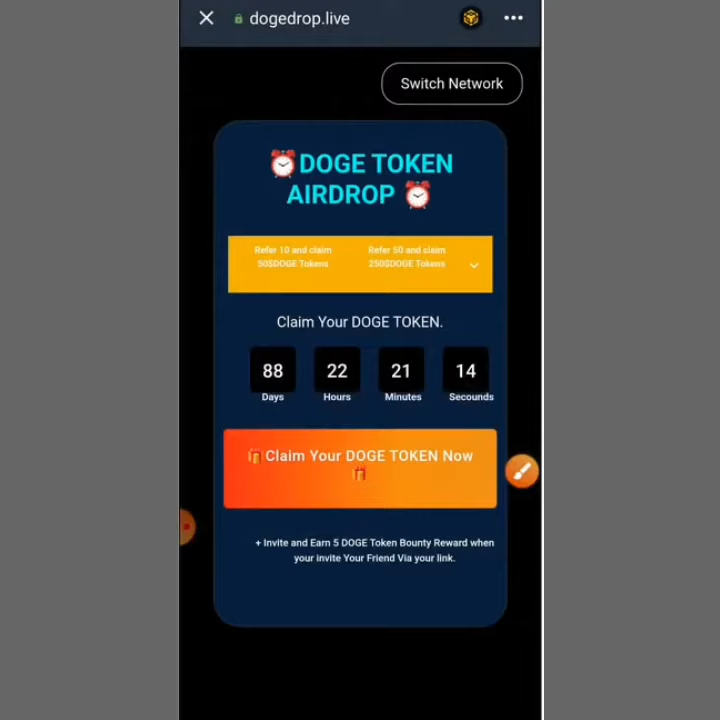 dogedrop.live
Switch Network
⏰DOGE TOKEN
AIRDROP ⏰
Refer 10 and claim
50$DOGE Tokens
Refer 50 and claim
250$DOGE Tokens
Claim Your DOGE TOKEN.
88 22 21 14
Days Hours Minutes Secounds
🎁Claim Your DOGE TOKEN Now
🎁
+ Invite and Earn 5 DOGE Token Bounty Reward when
your invite Your Friend Via your link.